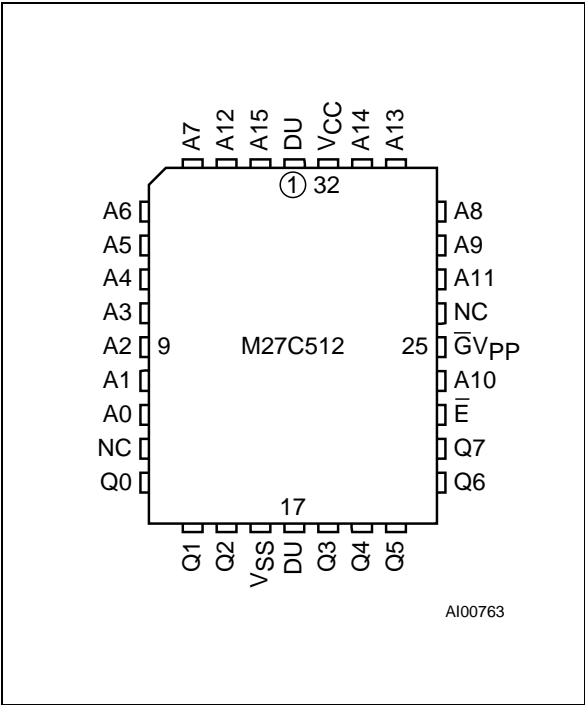 A7 A12 A15 DU VCC A14 A13
1 32
A6 A8
A5 A9
A4 A11
A3 NC
A2 9 M27C512 25 G̅VPP
A1 A10
A0 E̅
NC Q7
Q0 Q6
17
Q1 Q2 VSS DU Q3 Q4 Q5
AI00763